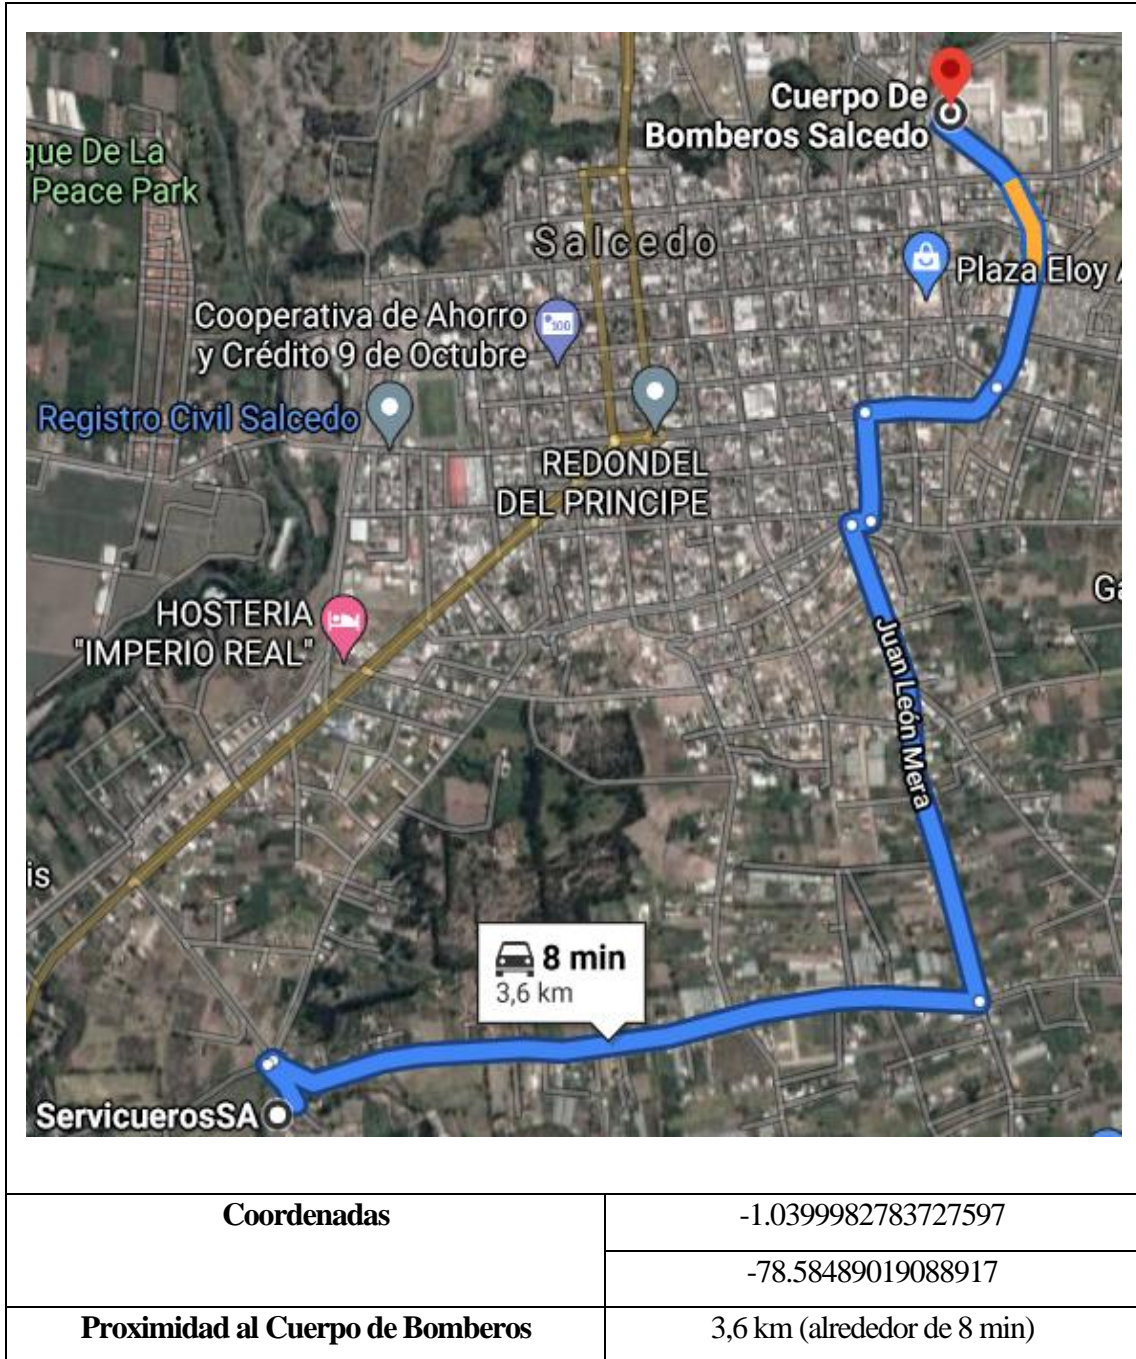 Cuerpo De
Bomberos Salcedo
que De La
Peace Park
Salcedo
Plaza Eloy A
Cooperativa de Ahorro
y Crédito 9 de Octubre
100
Registro Civil Salcedo
REDONDEL
DEL PRINCIPE
Ga
HOSTERIA
"IMPERIO REAL"
Juan León Mera
is
8 min
3,6 km
ServicuerosSA
Coordenadas
-1.0399982783727597
-78.58489019088917
Proximidad al Cuerpo de Bomberos
3,6 km (alrededor de 8 min)